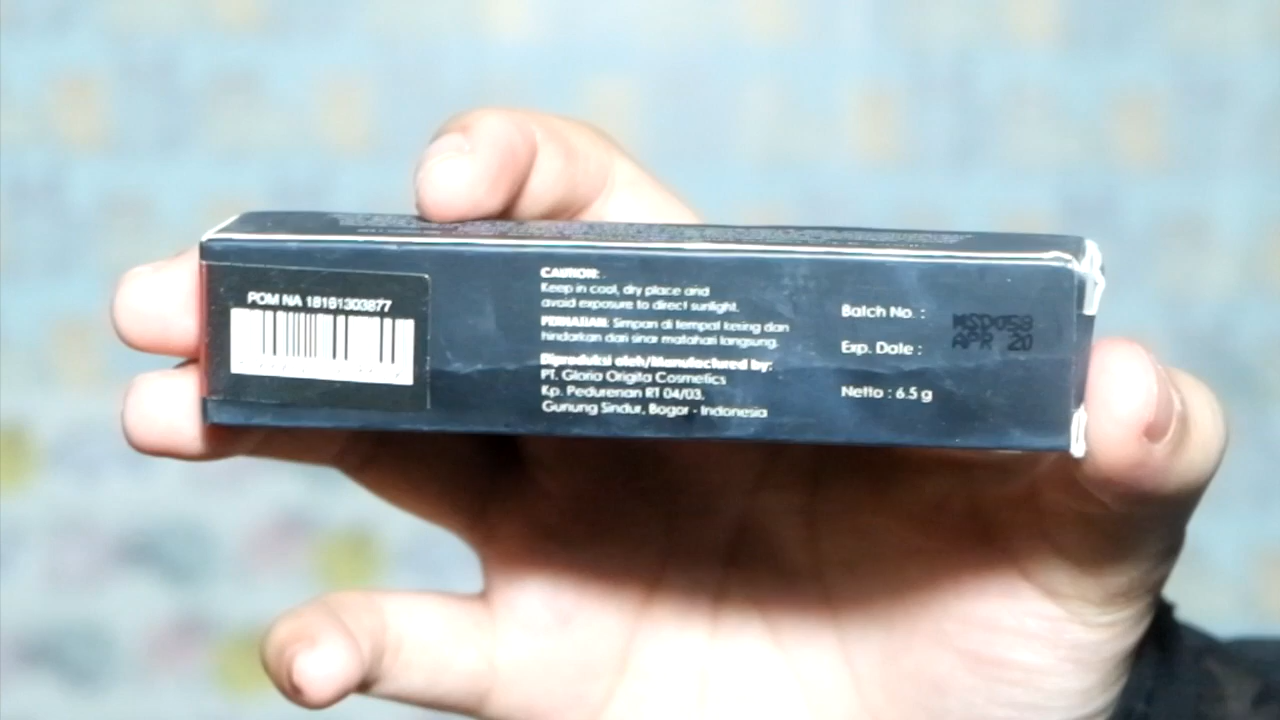 POM NA 18161303877
CAUTION:
Keep in cool, dry place and
avoid exposure to direct sunlight.
PERHATIAN: Simpan di tempat kering dan
hindarkan dari sinar matahari langsung.
Diproduksi oleh/Manufactured by:
PT. Gloria Origita Cosmetics
Kp. Pedurenan RT 04/03.
Gunung Sindur, Bogor - Indonesia
Batch No. :
Exp. Date : APR 20
Netto : 6.5 g